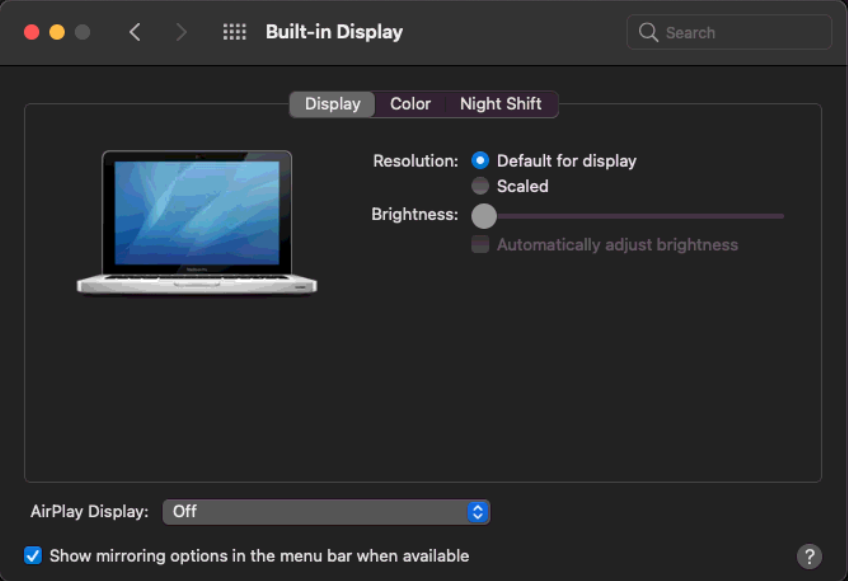 Built-in Display
Search
Display Color Night Shift
Resolution: Default for display
Scaled
Brightness:
Automatically adjust brightness
AirPlay Display: Off
Show mirroring options in the menu bar when available
?